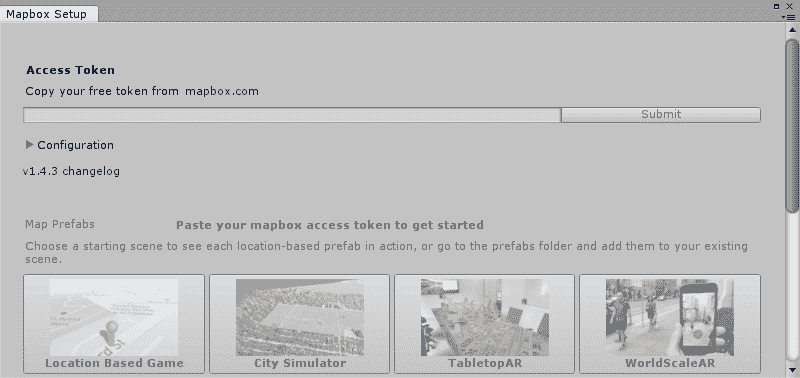 Mapbox Setup
Access Token
Copy your free token from mapbox.com
Submit
Configuration
v1.4.3 changelog
Map Prefabs
Paste your mapbox access token to get started
Choose a starting scene to see each location-based prefab in action, or go to the prefabs folder and add them to your existing
scene.
Location Based Game
City Simulator
TabletopAR
WorldScaleAR